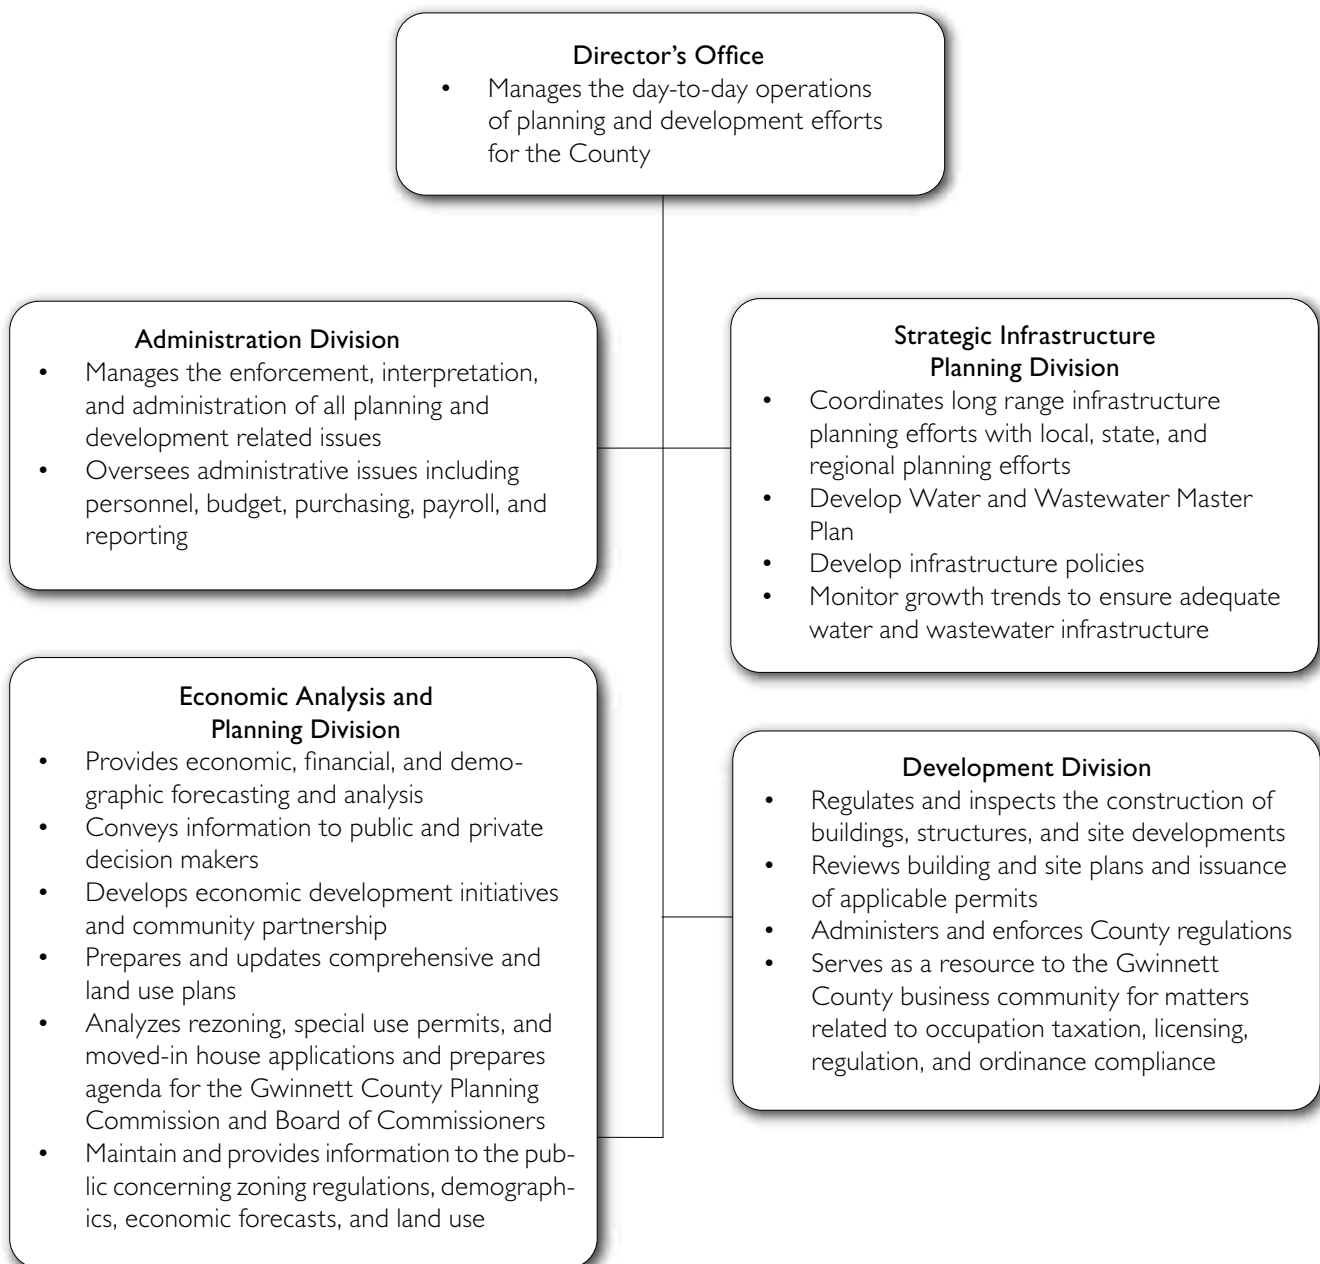 Director's Office
• Manages the day-to-day operations
of planning and development efforts
for the County
Administration Division
• Manages the enforcement, interpretation,
and administration of all planning and
development related issues
• Oversees administrative issues including
personnel, budget, purchasing, payroll, and
reporting
Strategic Infrastructure
Planning Division
• Coordinates long range infrastructure
planning efforts with local, state, and
regional planning efforts
• Develop Water and Wastewater Master
Plan
• Develop infrastructure policies
• Monitor growth trends to ensure adequate
water and wastewater infrastructure
Economic Analysis and
Planning Division
• Provides economic, financial, and demo-
graphic forecasting and analysis
• Conveys information to public and private
decision makers
• Develops economic development initiatives
and community partnership
• Prepares and updates comprehensive and
land use plans
• Analyzes rezoning, special use permits, and
moved-in house applications and prepares
agenda for the Gwinnett County Planning
Commission and Board of Commissioners
• Maintain and provides information to the pub-
lic concerning zoning regulations, demograph-
ics, economic forecasts, and land use
Development Division
• Regulates and inspects the construction of
buildings, structures, and site developments
• Reviews building and site plans and issuance
of applicable permits
• Administers and enforces County regulations
• Serves as a resource to the Gwinnett
County business community for matters
related to occupation taxation, licensing,
regulation, and ordinance compliance